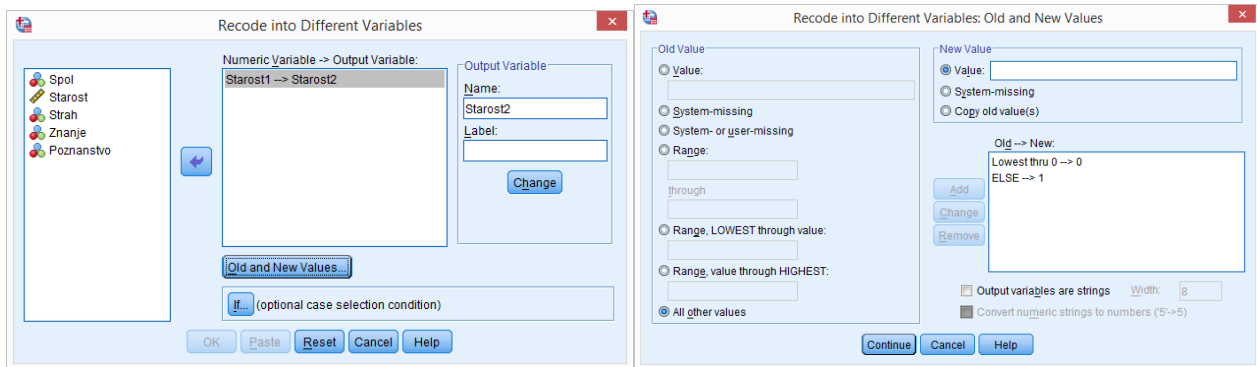 Recode into Different Variables
Spol
Starost
Strah
Znanje
Poznanstvo
Numeric Variable -> Output Variable:
Starost1 --> Starost2
Output Variable
Name:
Starost2
Label:
Change
Old and New Values...
If... (optional case selection condition)
OK Paste Reset Cancel Help
Recode into Different Variables: Old and New Values
Old Value
Value:
System-missing
System- or user-missing
Range:
through
Range, LOWEST through value:
Range, value through HIGHEST:
All other values
New Value
Value:
System-missing
Copy old value(s)
Old --> New:
Lowest thru 0 --> 0
ELSE --> 1
Add
Change
Remove
Output variables are strings Width: 8
Convert numeric strings to numbers ('5'->5)
Continue Cancel Help